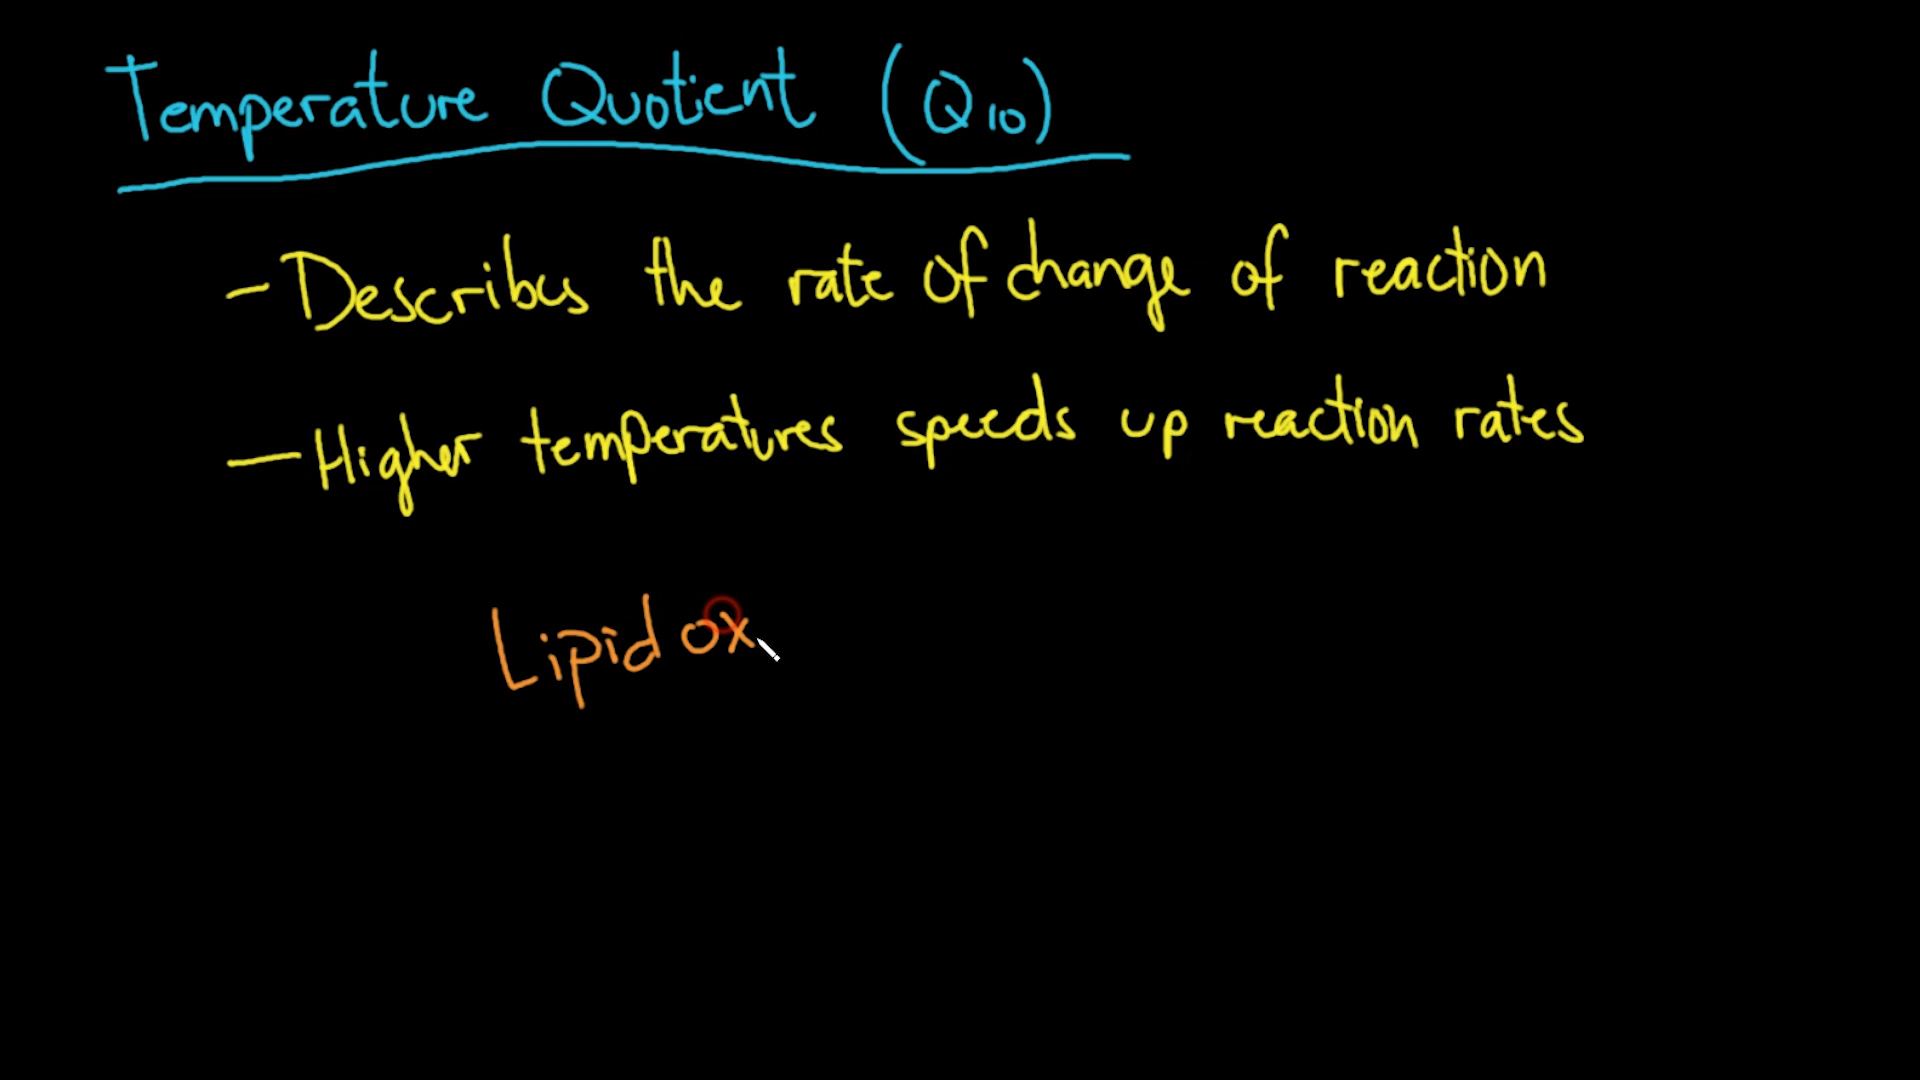 Temperature Quotient (Q10)
- Describes the rate of change of reaction
- Higher temperatures speeds up reaction rates
Lipid ox